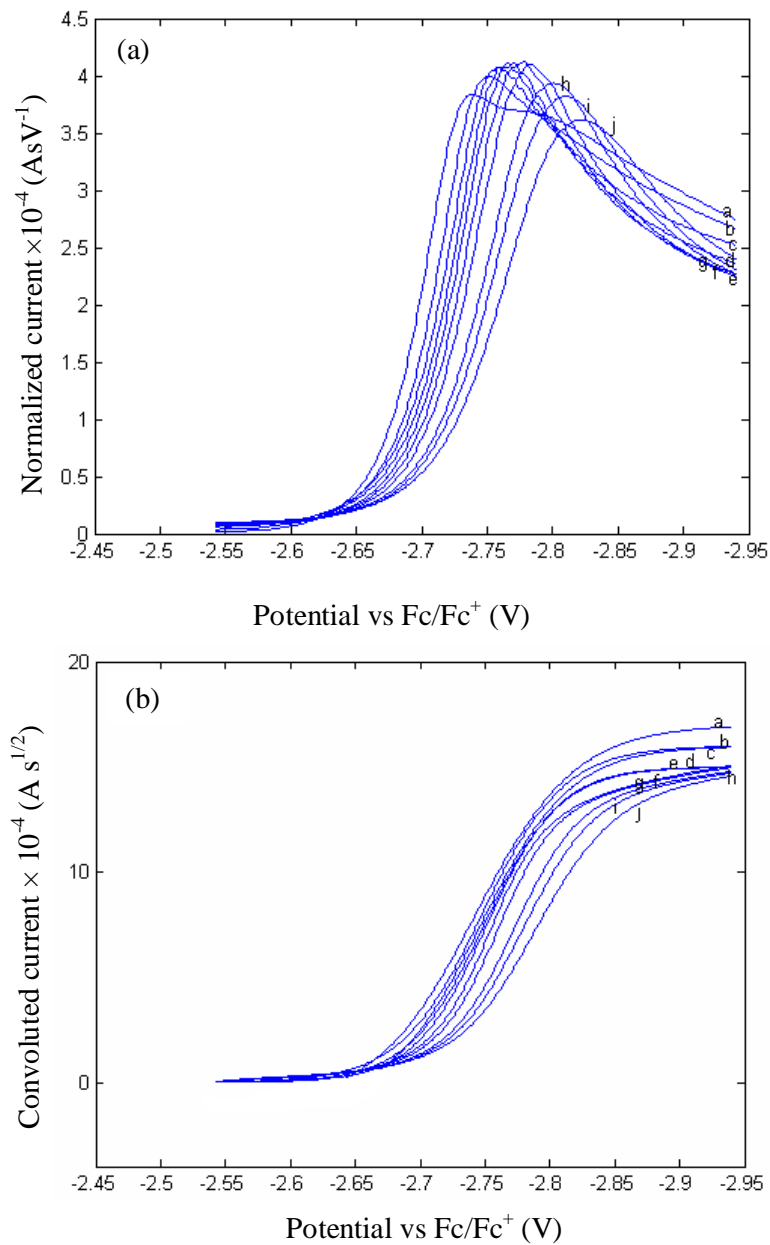 (a)
Normalized current ×10⁻⁴ (AsV⁻¹)
4.5
4
3.5
3
2.5
2
1.5
1
0.5
0
h
i
j
a
b
c
d
g f
e
-2.45 -2.5 -2.55 -2.6 -2.65 -2.7 -2.75 -2.8 -2.85 -2.9 -2.95
Potential vs Fc/Fc⁺ (V)
(b)
Convoluted current × 10⁻⁴ (A s¹/²)
20
10
0
a
b
c
e d
g f
h
i
j
-2.45 -2.5 -2.55 -2.6 -2.65 -2.7 -2.75 -2.8 -2.85 -2.9 -2.95
Potential vs Fc/Fc⁺ (V)